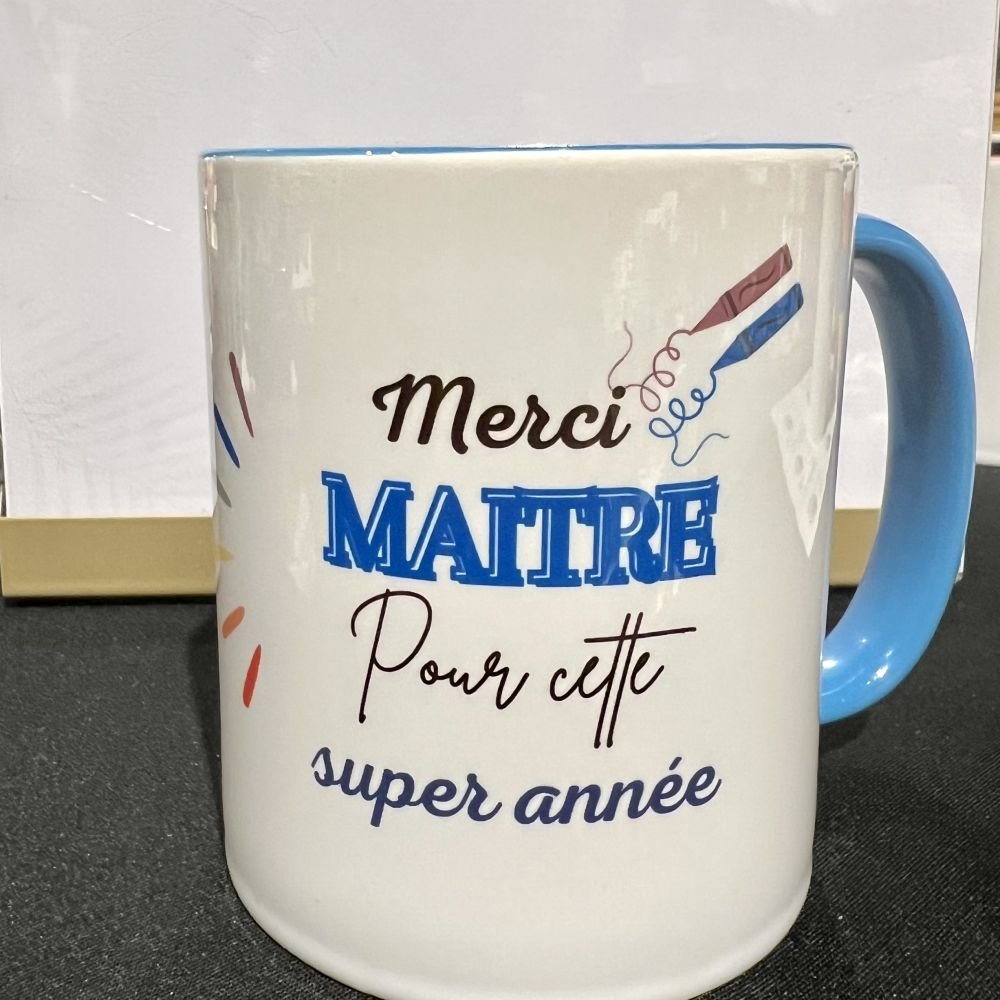 Merci
MAITRE
Pour cette
super année